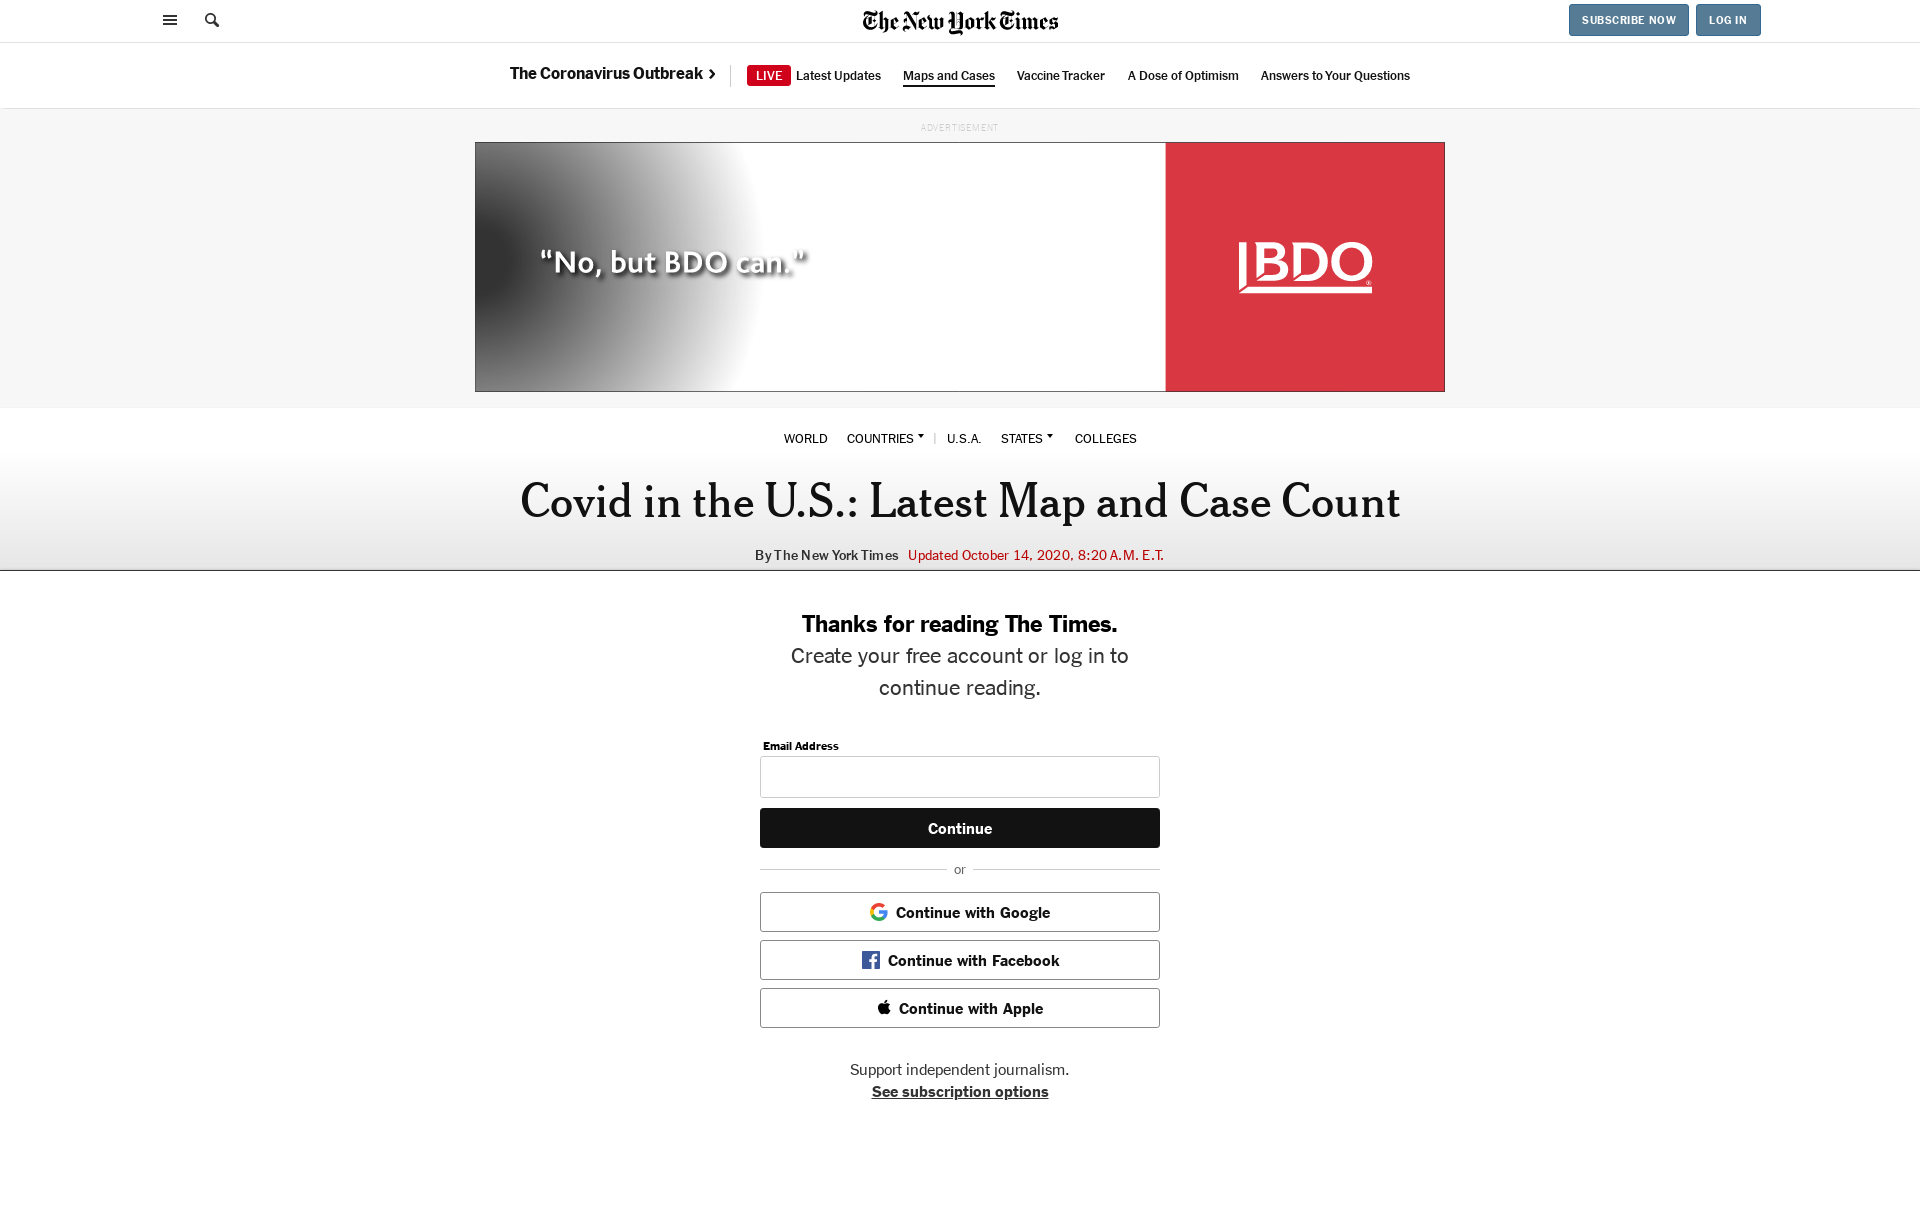 The New York Times
SUBSCRIBE NOW
LOG IN
The Coronavirus Outbreak
LIVE Latest Updates
Maps and Cases
Vaccine Tracker
A Dose of Optimism
Answers to Your Questions
ADVERTISEMENT
“No, but BDO can.”
BDO
WORLD
COUNTRIES
U.S.A.
STATES
COLLEGES
Covid in the U.S.: Latest Map and Case Count
By The New York Times Updated October 14, 2020, 8:20 A.M. E.T.
Thanks for reading The Times.
Create your free account or log in to
continue reading.
Email Address
Continue
or
Continue with Google
Continue with Facebook
Continue with Apple
Support independent journalism.
See subscription options